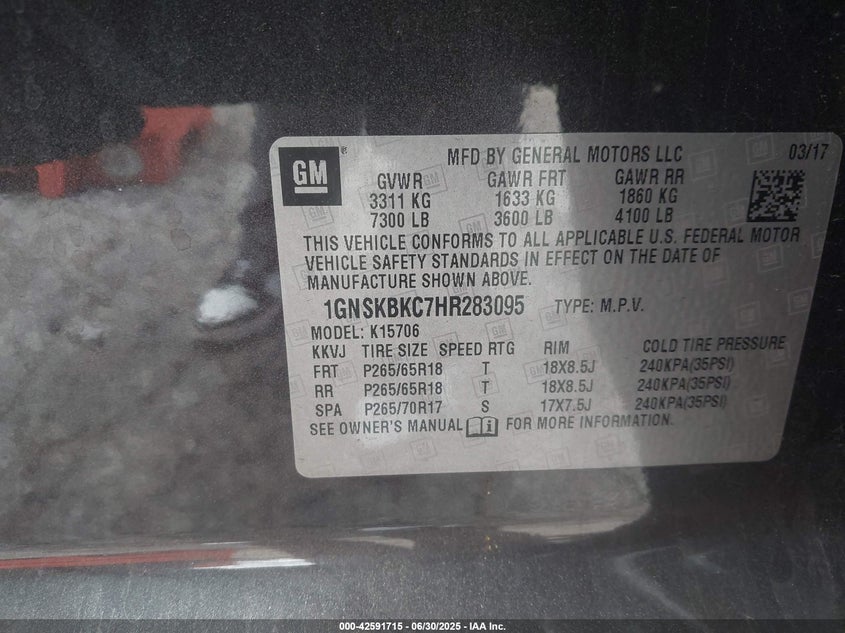 GM
MFD BY GENERAL MOTORS LLC 03/17
GVWR GAWR FRT GAWR RR
3311 KG 1633 KG 1860 KG
7300 LB 3600 LB 4100 LB
THIS VEHICLE CONFORMS TO ALL APPLICABLE U.S. FEDERAL MOTOR
VEHICLE SAFETY STANDARDS IN EFFECT ON THE DATE OF
MANUFACTURE SHOWN ABOVE.
1GNSKBKC7HR283095 TYPE: M.P.V.
MODEL: K15706
KKVJ TIRE SIZE SPEED RTG RIM COLD TIRE PRESSURE
FRT P265/65R18 T 18X8.5J 240KPA(35PSI)
RR P265/65R18 T 18X8.5J 240KPA(35PSI)
SPA P265/70R17 S 17X7.5J 240KPA(35PSI)
SEE OWNER'S MANUAL FOR MORE INFORMATION.
000-42591715 - 06/30/2025 - IAA Inc.